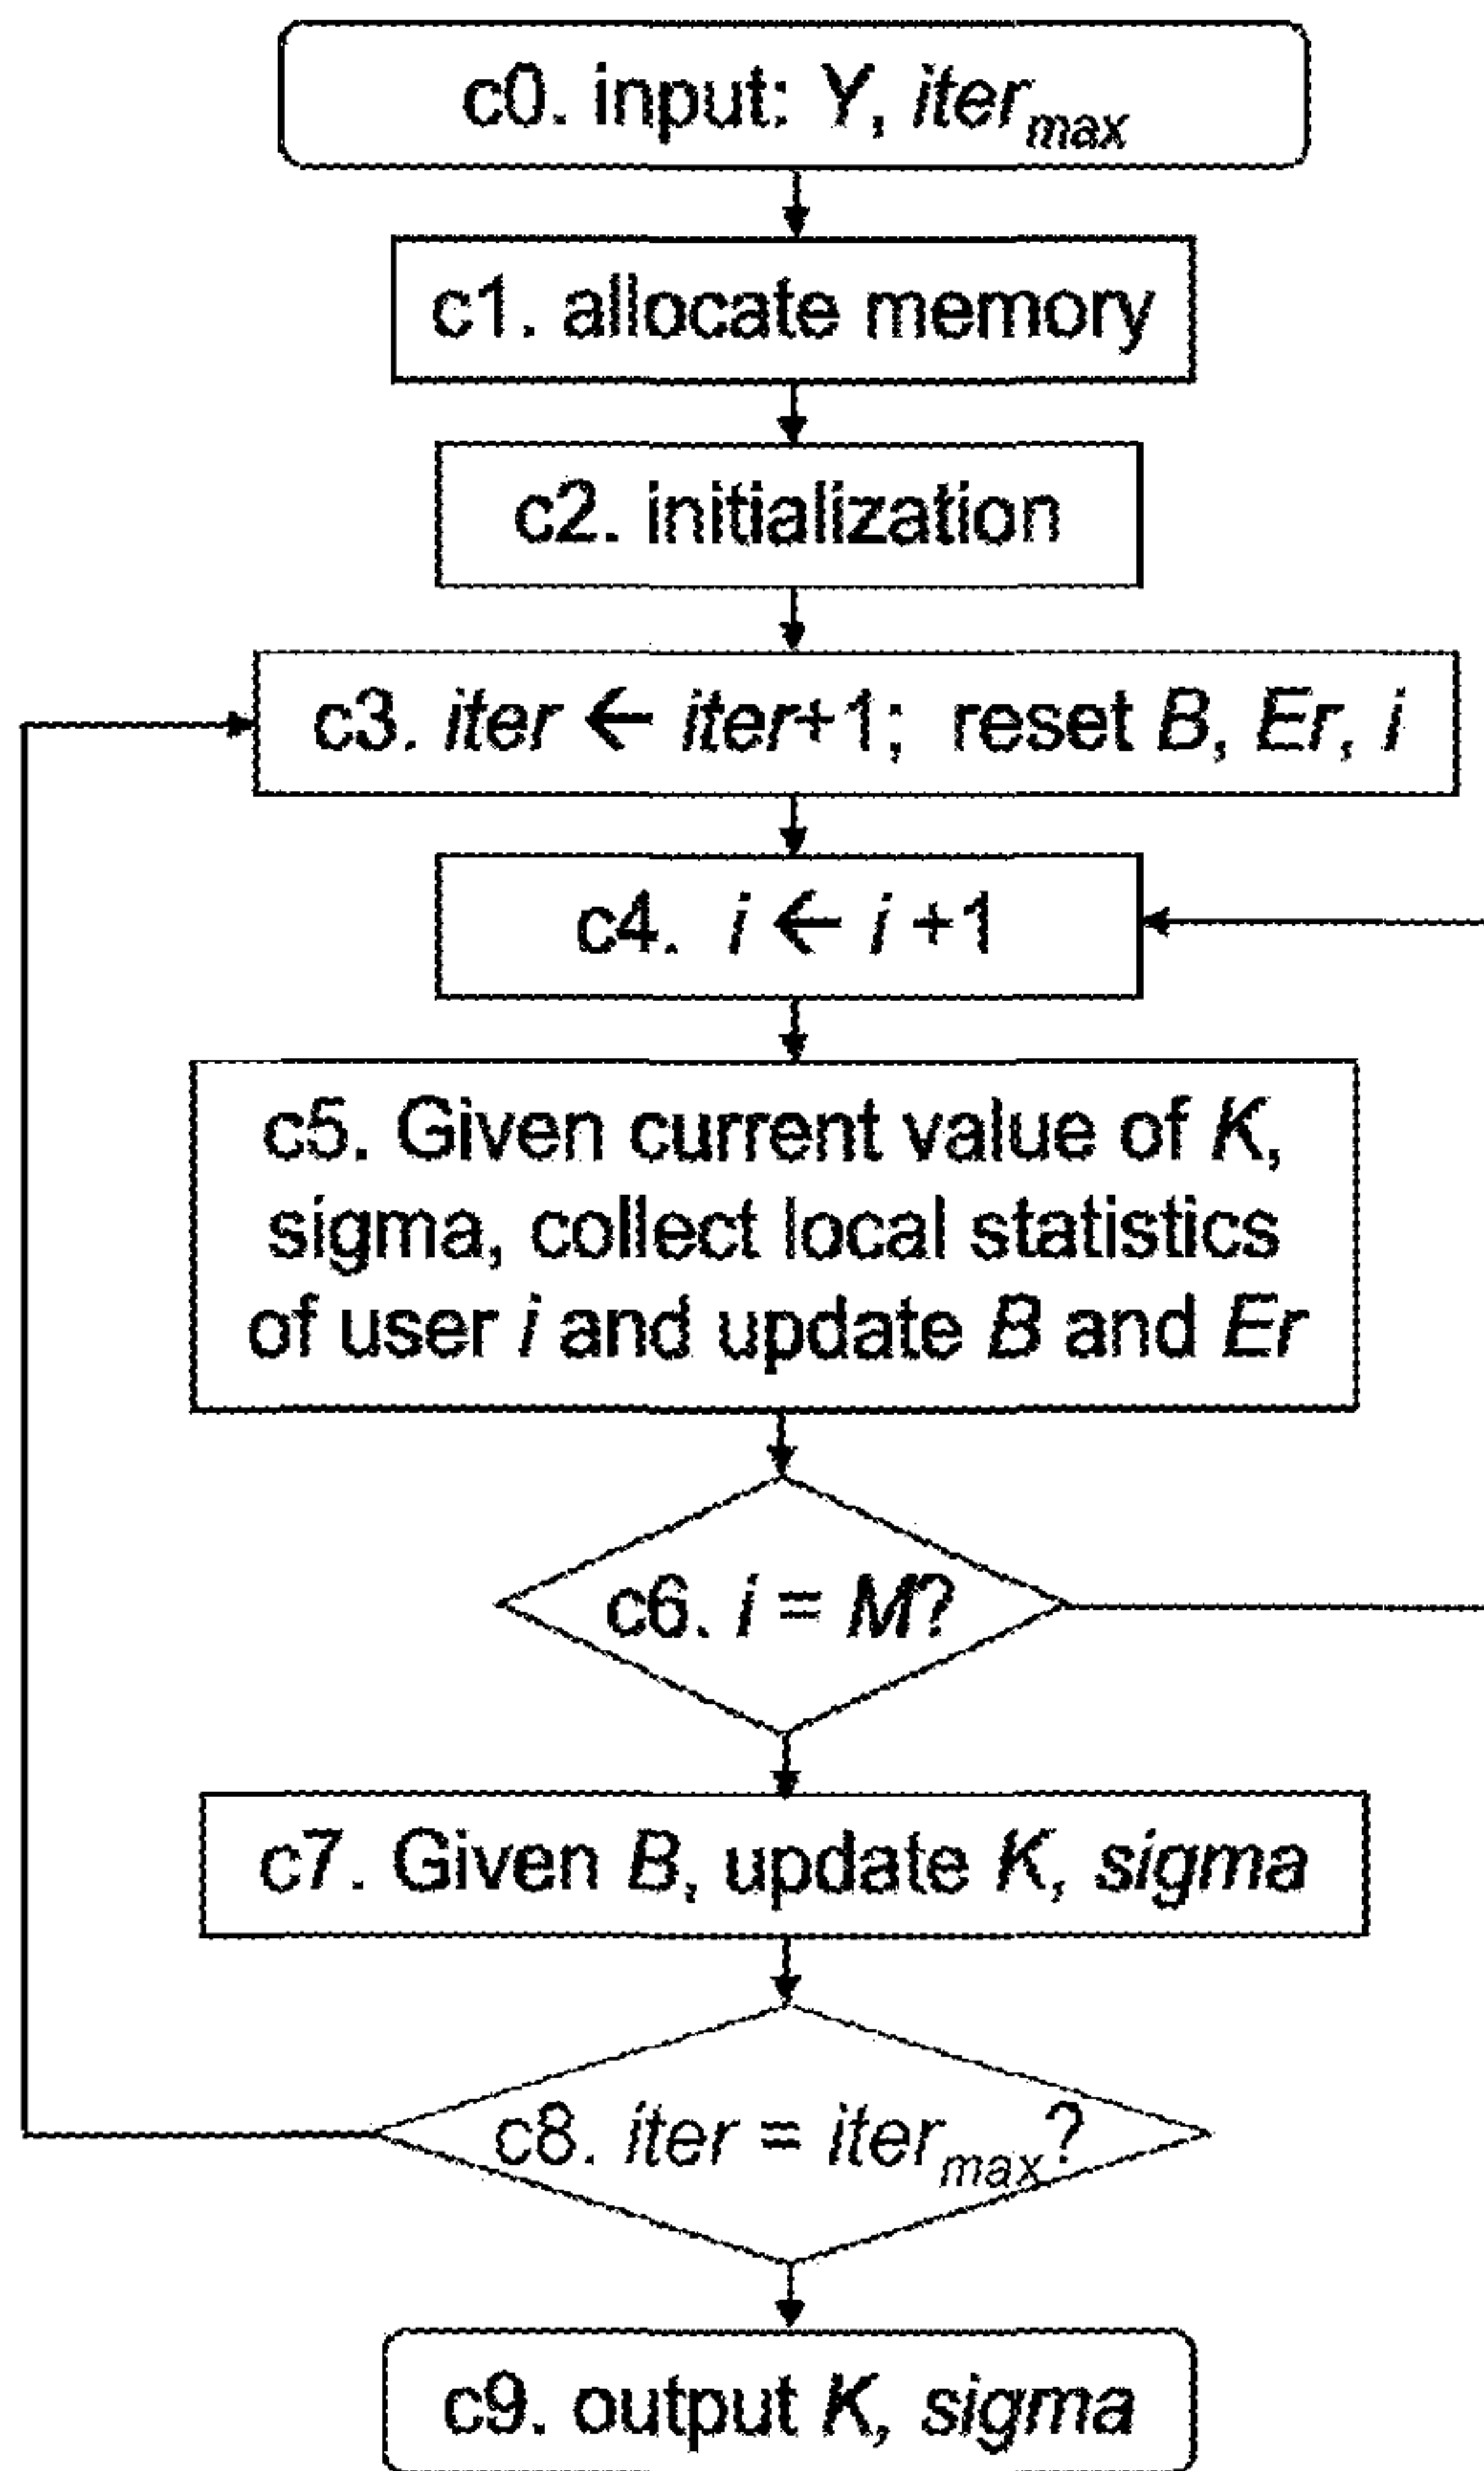 c0. input: Y, iter_max
c1. allocate memory
c2. initialization
c3. iter ← iter+1; reset B, Er, i
c4. i ← i +1
c5. Given current value of K,
sigma, collect local statistics
of user i and update B and Er
c6. i = M?
c7. Given B, update K, sigma
c8. iter = iter_max?
c9. output K, sigma